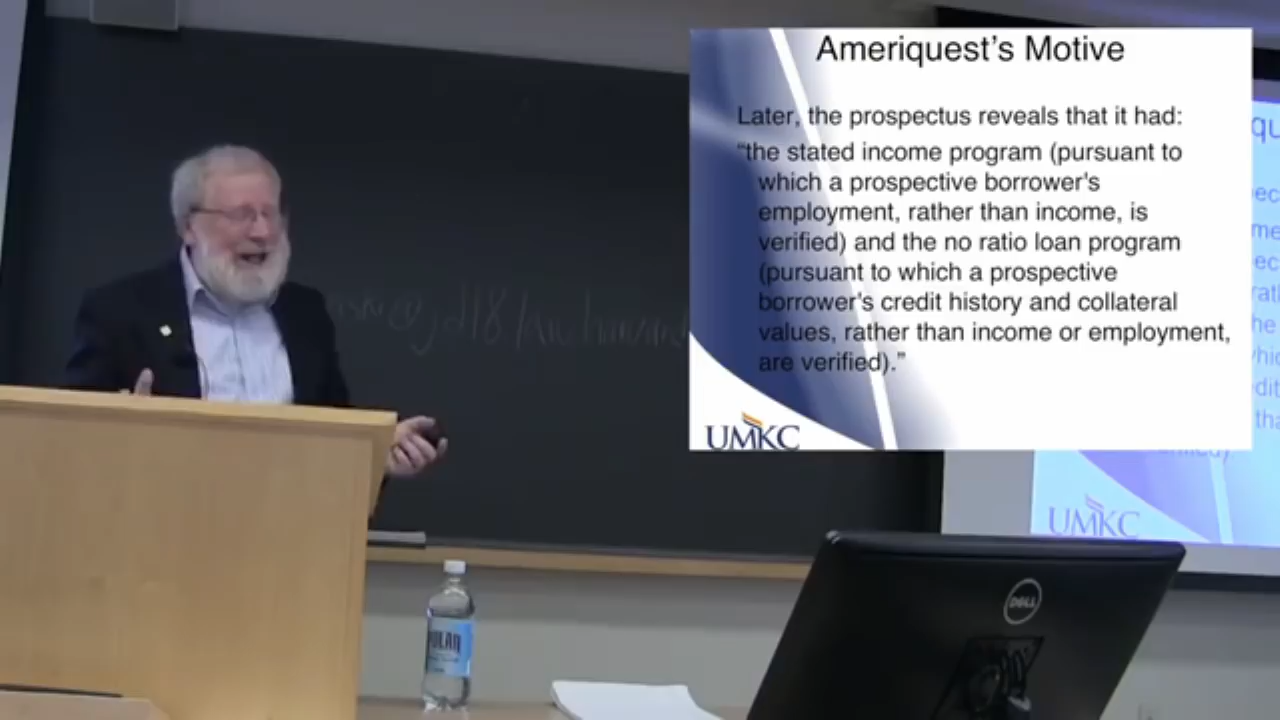 Ameriquest's Motive
Later, the prospectus reveals that it had:
“the stated income program (pursuant to
which a prospective borrower's
employment, rather than income, is
verified) and the no ratio loan program
(pursuant to which a prospective
borrower's credit history and collateral
values, rather than income or employment,
are verified).”
UMKC
UMKC
DELL